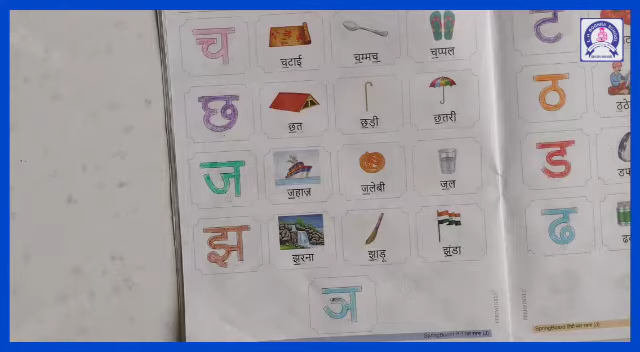 च
चटाई चम्मच चप्पल
छ
छत छड़ी छतरी
ज
जहाज़ जलेबी जल
झ
झरना झाड़ू झंडा
ञ
ट
ठ
ड
ढ